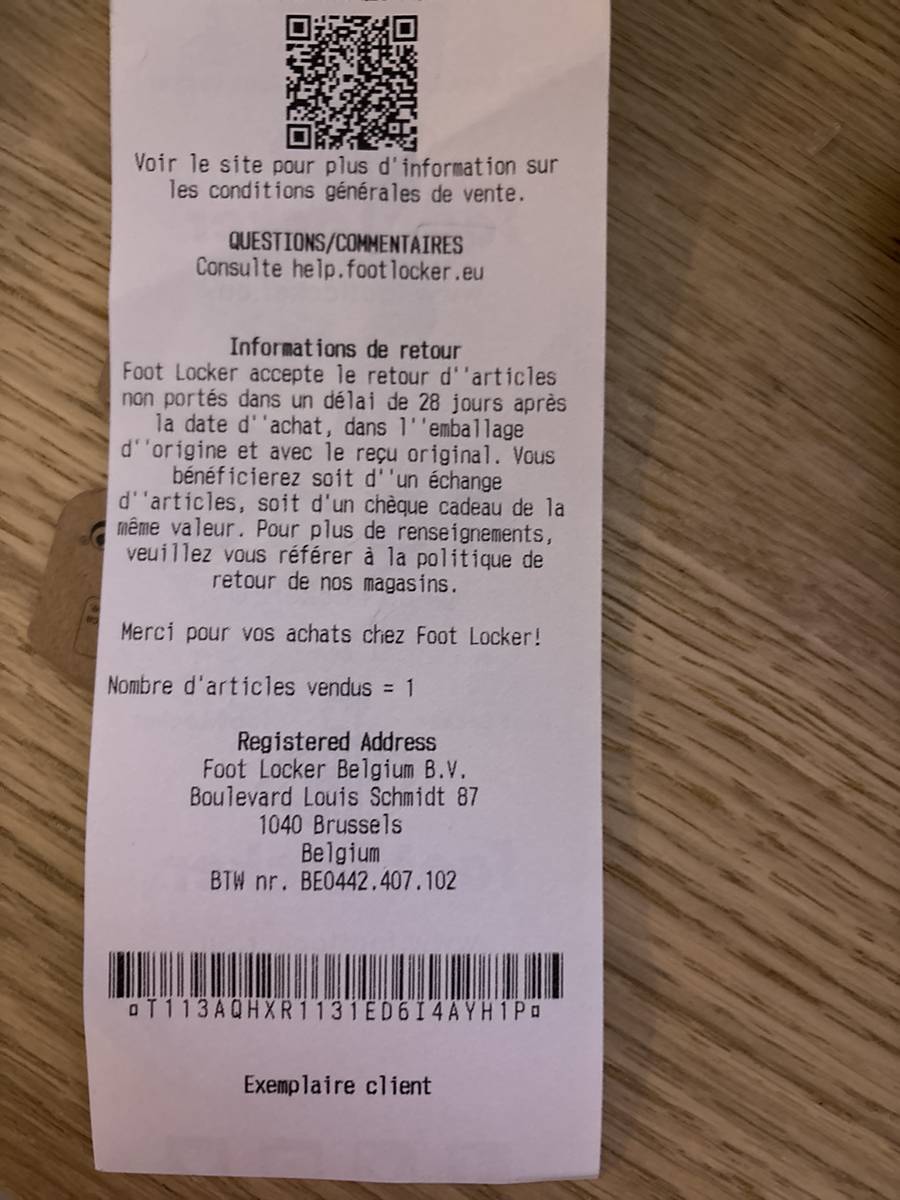 Voir le site pour plus d'information sur
les conditions générales de vente.
QUESTIONS/COMMENTAIRES
Consulte help.footlocker.eu
Informations de retour
Foot Locker accepte le retour d''articles
non portés dans un délai de 28 jours après
la date d''achat, dans l''emballage
d''origine et avec le reçu original. Vous
bénéficierez soit d''un échange
d''articles, soit d'un chèque cadeau de la
même valeur. Pour plus de renseignements,
veuillez vous référer à la politique de
retour de nos magasins.
Merci pour vos achats chez Foot Locker!
Nombre d'articles vendus = 1
Registered Address
Foot Locker Belgium B.V.
Boulevard Louis Schmidt 87
1040 Brussels
Belgium
BTW nr. BE0442.407.102
¤T113AQHXR1131ED6I4AYH1P¤
Exemplaire client